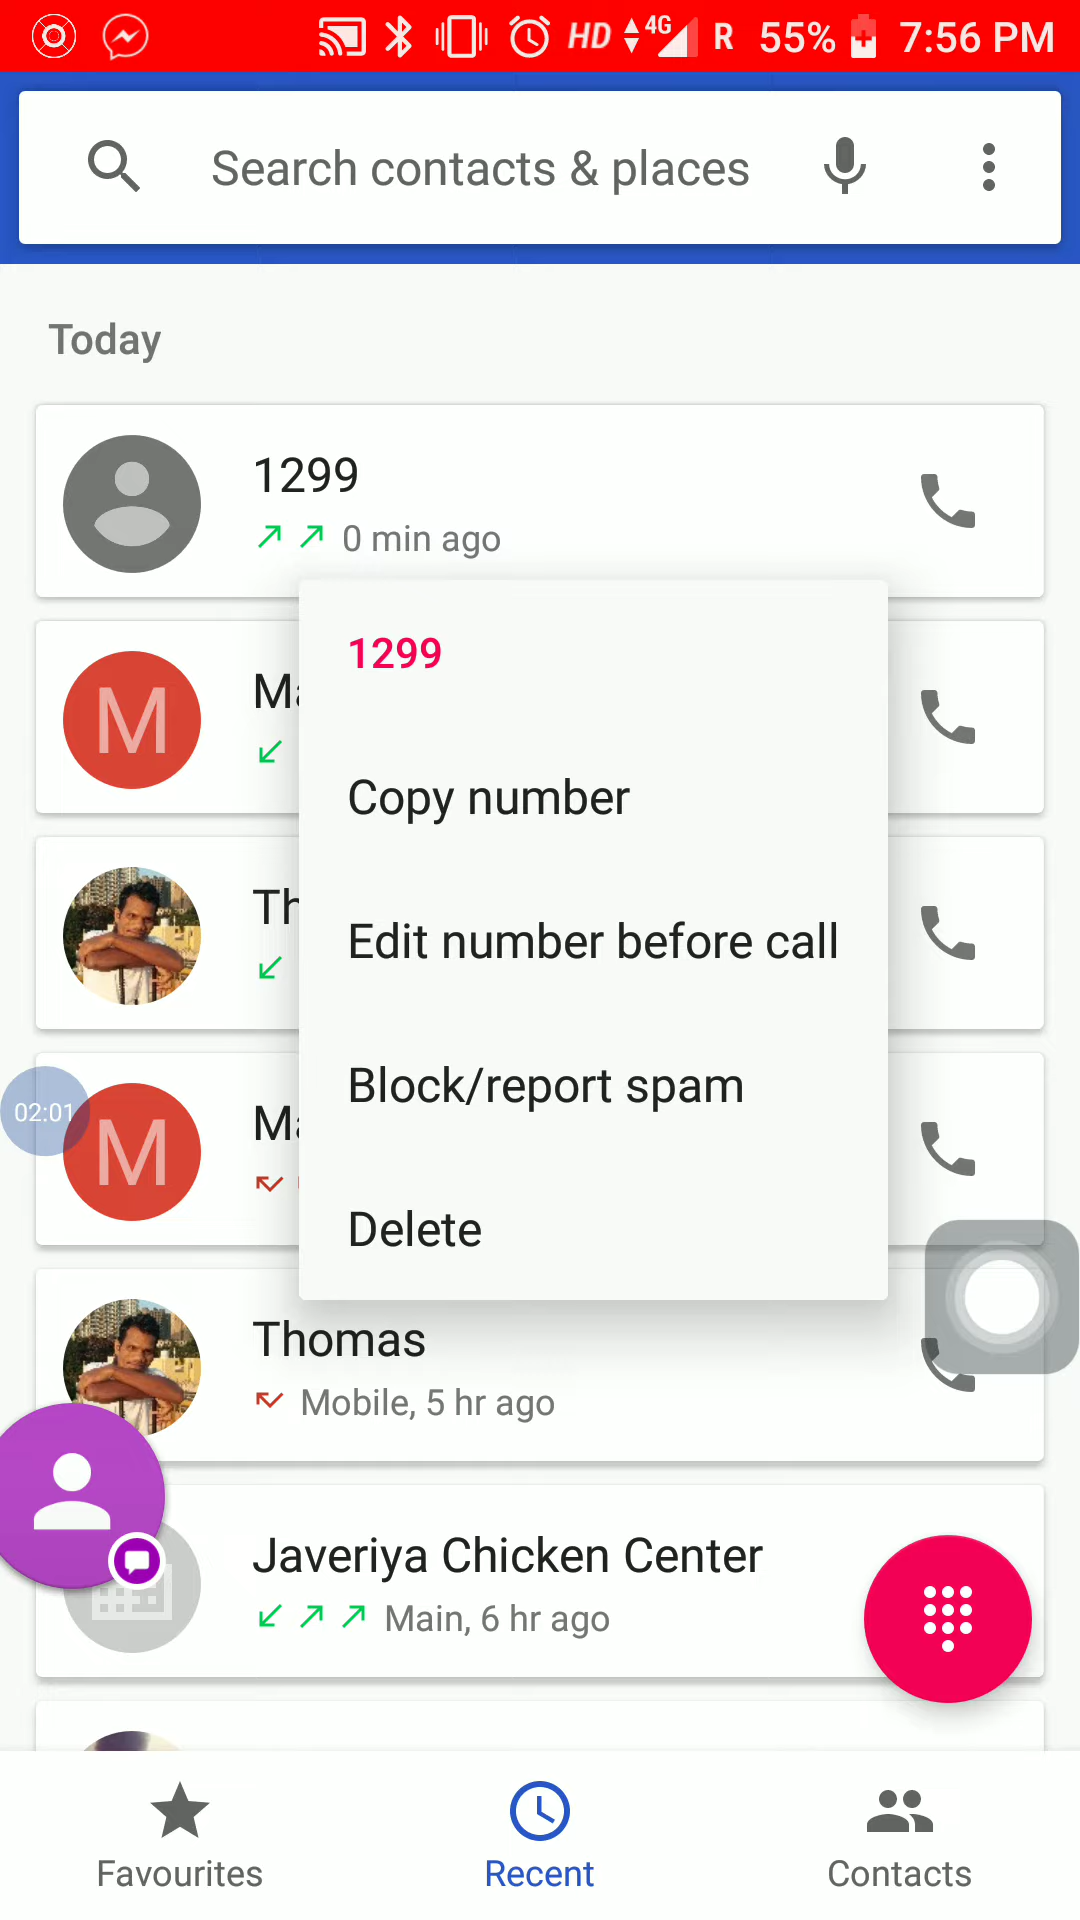 HD 4G R 55% 7:56 PM
Search contacts & places
Today
1299
0 min ago
1299
M
Copy number
Edit number before call
02:01
M
Block/report spam
Delete
Thomas
Mobile, 5 hr ago
Javeriya Chicken Center
Main, 6 hr ago
Favourites
Recent
Contacts